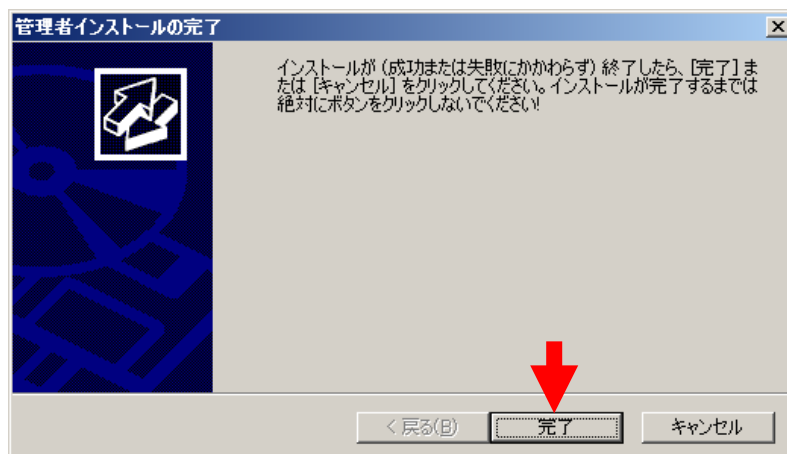 管理者インストールの完了
インストールが (成功または失敗にかかわらず) 終了したら、[完了] ま
たは [キャンセル] をクリックしてください。インストールが完了するまでは
絶対にボタンをクリックしないでください!
< 戻る(B) 完了 キャンセル